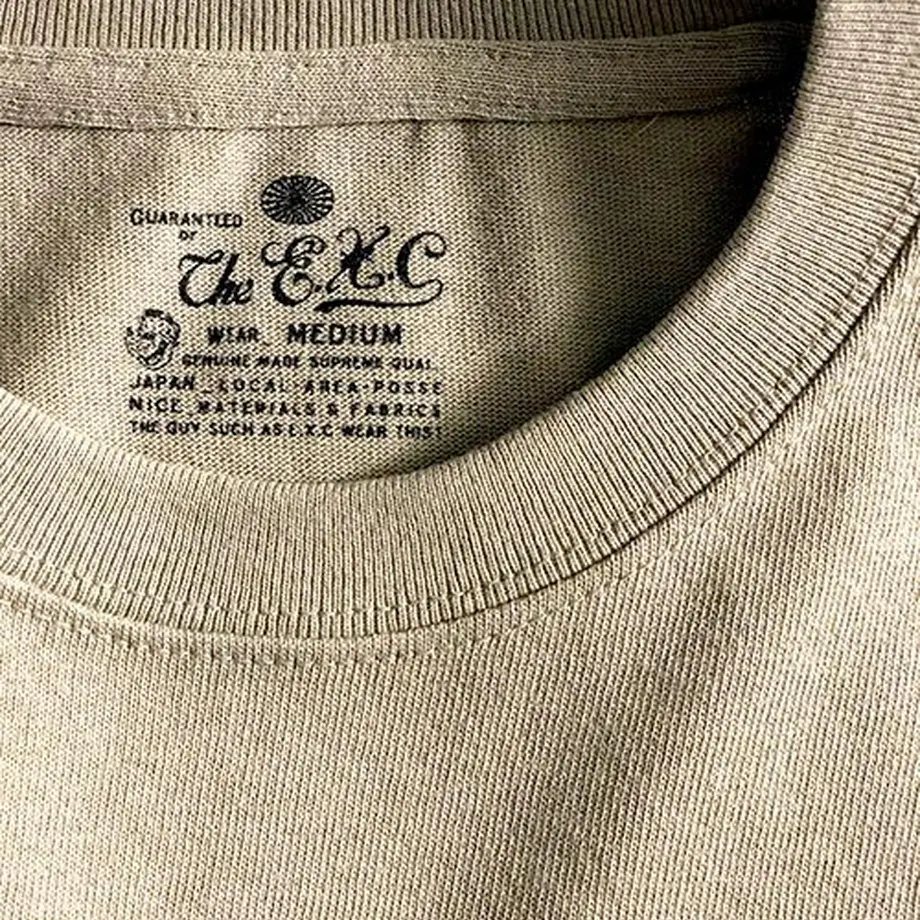 GUARANTEED
OF
The E.X.C
WEAR MEDIUM
GENUINE MADE SUPREME QUAL
JAPAN LOCAL AREA POSSE
NICE MATERIALS & FABRICS
THE GUY SUCH AS E.X.C WEAR THIS!